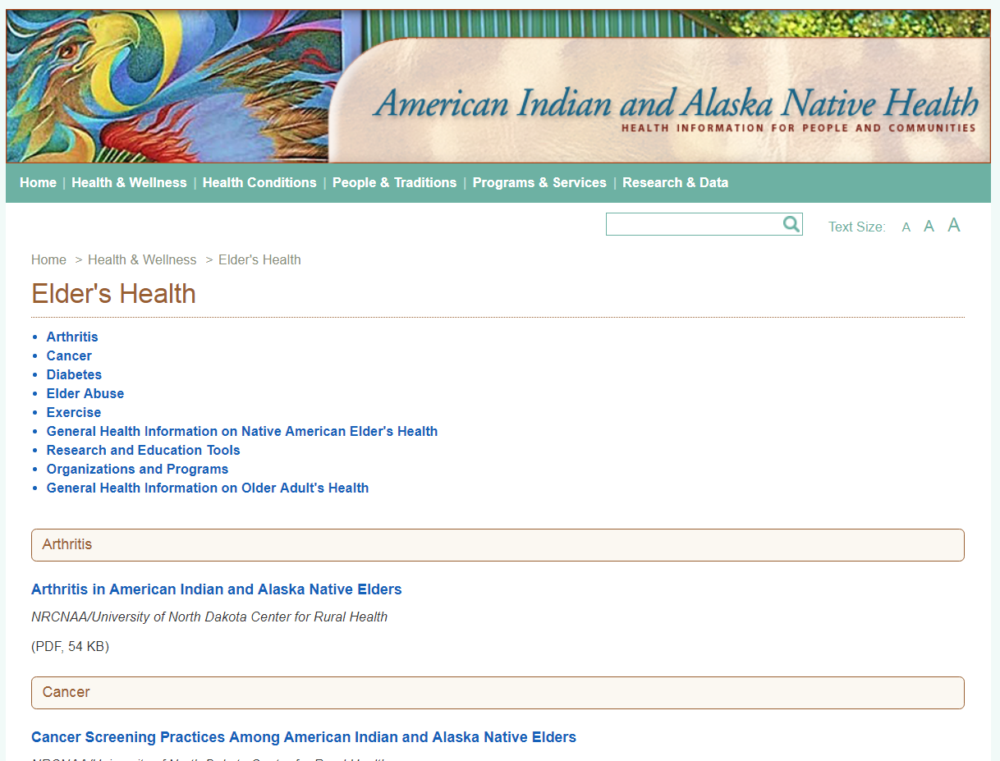 American Indian and Alaska Native Health
HEALTH INFORMATION FOR PEOPLE AND COMMUNITIES
Home | Health & Wellness | Health Conditions | People & Traditions | Programs & Services | Research & Data
Text Size: A A A
Home > Health & Wellness > Elder's Health
Elder's Health
• Arthritis
• Cancer
• Diabetes
• Elder Abuse
• Exercise
• General Health Information on Native American Elder's Health
• Research and Education Tools
• Organizations and Programs
• General Health Information on Older Adult's Health
Arthritis
Arthritis in American Indian and Alaska Native Elders
NRCNAA/University of North Dakota Center for Rural Health
(PDF, 54 KB)
Cancer
Cancer Screening Practices Among American Indian and Alaska Native Elders